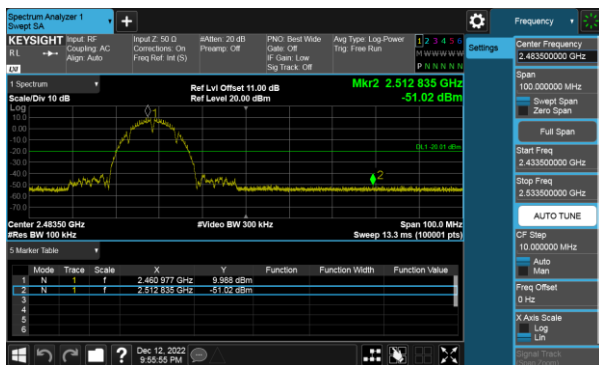 Spectrum Analyzer 1
Swept SA
+
Frequency
KEYSIGHT
RL
Input: RF
Coupling: AC
Align: Auto
Input Z: 50 Ω
Corrections: On
Freq Ref: Int (S)
#Atten: 20 dB
Preamp: Off
PNO: Best Wide
Gate: Off
IF Gain: Low
Sig Track: Off
Avg Type: Log-Power
Trig: Free Run
1 2 3 4 5 6
M W W W W W
P N N N N N
Settings
Center Frequency
2.483500000 GHz
Span
100.000000 MHz
Swept Span
Zero Span
Full Span
Start Freq
2.433500000 GHz
Stop Freq
2.533500000 GHz
AUTO TUNE
CF Step
10.000000 MHz
Auto
Man
Freq Offset
0 Hz
X Axis Scale
Log
Lin
Signal Track
(Span Zoom)
LXI
1 Spectrum
Scale/Div 10 dB
Ref Lvl Offset 11.00 dB
Ref Level 20.00 dBm
Mkr2 2.512 835 GHz
-51.02 dBm
Log
10.0
0.00
-10.0
-20.0
-30.0
-40.0
-50.0
-60.0
-70.0
1
2
DL1 -20.01 dBm
Center 2.48350 GHz
#Video BW 300 kHz
Span 100.0 MHz
#Res BW 100 kHz
Sweep 13.3 ms (100001 pts)
5 Marker Table
Mode Trace Scale X Y Function Function Width Function Value
1 N 1 f 2.460 977 GHz 9.988 dBm
2 N 1 f 2.512 835 GHz -51.02 dBm
3
4
5
6
?
Dec 12, 2022
9:55:55 PM